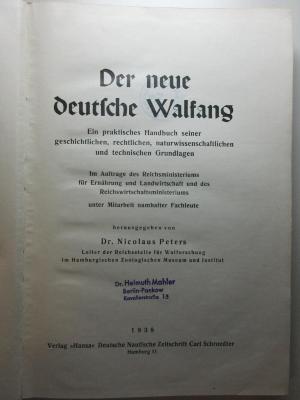 Der neue
deutsche Walfang
Ein praktisches Handbuch seiner
geschichtlichen, rechtlichen, naturwissenschaftlichen
und technischen Grundlagen
Im Auftrage des Reichsministeriums
für Ernährung und Landwirtschaft und des
Reichswirtschaftsministeriums
unter Mitarbeit namhafter Fachleute
herausgegeben von
Dr. Nicolaus Peters
Leiter der Reichsstelle für Walforschung
im Hamburgischen Zoologischen Museum und Institut
Dr. Helmuth Mahler
Berlin-Pankow
Kavalierstraße 15
1938
Verlag »Hansa« Deutsche Nautische Zeitschrift Carl Schroedter
Hamburg 11